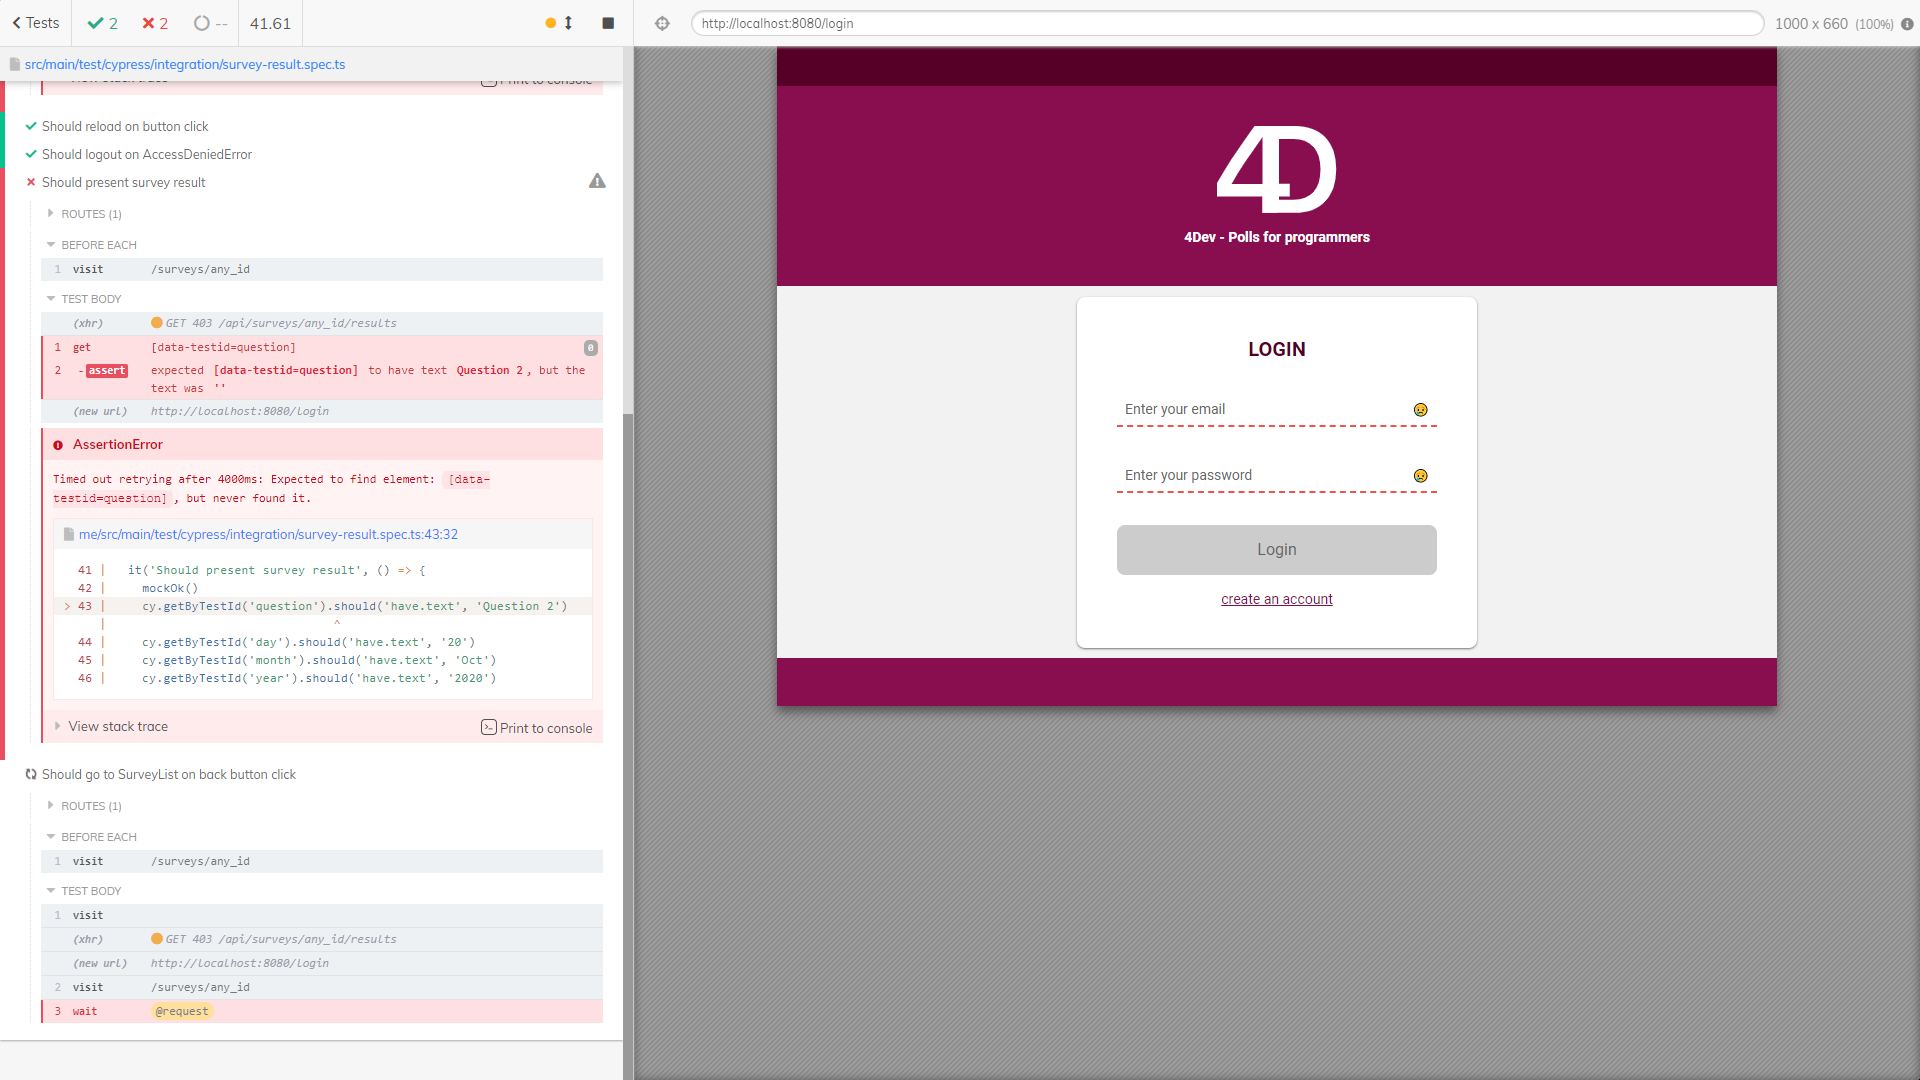 Tests
2
2
--
41.61
http://localhost:8080/login
1000 x 660 (100%)
src/main/test/cypress/integration/survey-result.spec.ts
View stack trace
Print to console
Should reload on button click
Should logout on AccessDeniedError
Should present survey result
ROUTES (1)
BEFORE EACH
1 visit /surveys/any_id
TEST BODY
(xhr) GET 403 /api/surveys/any_id/results
1 get [data-testid=question] 0
2 -assert expected [data-testid=question] to have text Question 2, but the
text was ''
(new url) http://localhost:8080/login
AssertionError
Timed out retrying after 4000ms: Expected to find element: [data-
testid=question], but never found it.
me/src/main/test/cypress/integration/survey-result.spec.ts:43:32
41 | it('Should present survey result', () => {
42 | mockOk()
> 43 | cy.getByTestId('question').should('have.text', 'Question 2')
| ^
44 | cy.getByTestId('day').should('have.text', '20')
45 | cy.getByTestId('month').should('have.text', 'Oct')
46 | cy.getByTestId('year').should('have.text', '2020')
View stack trace
Print to console
Should go to SurveyList on back button click
ROUTES (1)
BEFORE EACH
1 visit /surveys/any_id
TEST BODY
1 visit
(xhr) GET 403 /api/surveys/any_id/results
(new url) http://localhost:8080/login
2 visit /surveys/any_id
3 wait @request
4D
4Dev - Polls for programmers
LOGIN
Enter your email
Enter your password
Login
create an account